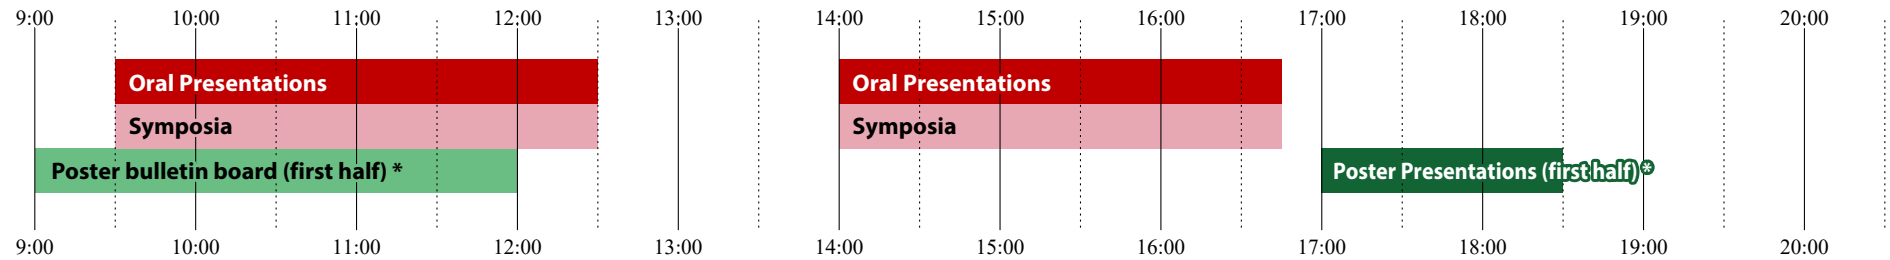 9:00 10:00 11:00 12:00 13:00 14:00 15:00 16:00 17:00 18:00 19:00 20:00
Oral Presentations Oral Presentations
Symposia Symposia
Poster bulletin board (first half) * Poster Presentations (first half) *
9:00 10:00 11:00 12:00 13:00 14:00 15:00 16:00 17:00 18:00 19:00 20:00